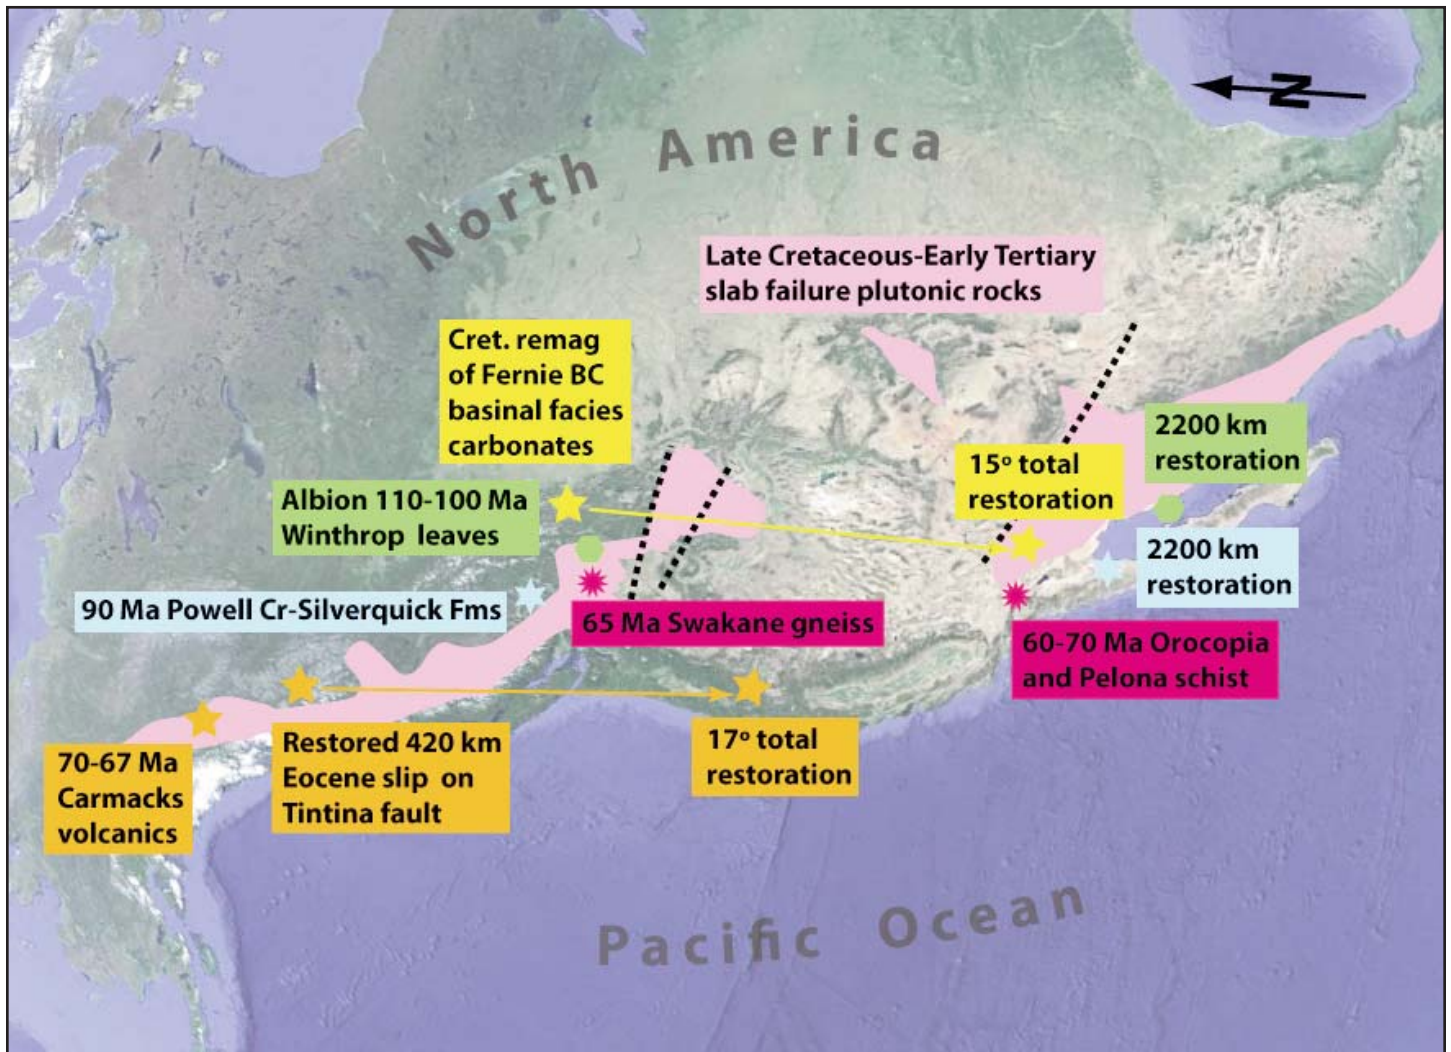 N
North America
Late Cretaceous-Early Tertiary
slab failure plutonic rocks
Cret. remag
of Fernie BC
basinal facies
carbonates
2200 km
restoration
15º total
restoration
Albion 110-100 Ma
Winthrop leaves
2200 km
restoration
90 Ma Powell Cr-Silverquick Fms
65 Ma Swakane gneiss
60-70 Ma Orocopia
and Pelona schist
70-67 Ma
Carmacks
volcanics
Restored 420 km
Eocene slip on
Tintina fault
17º total
restoration
Pacific Ocean